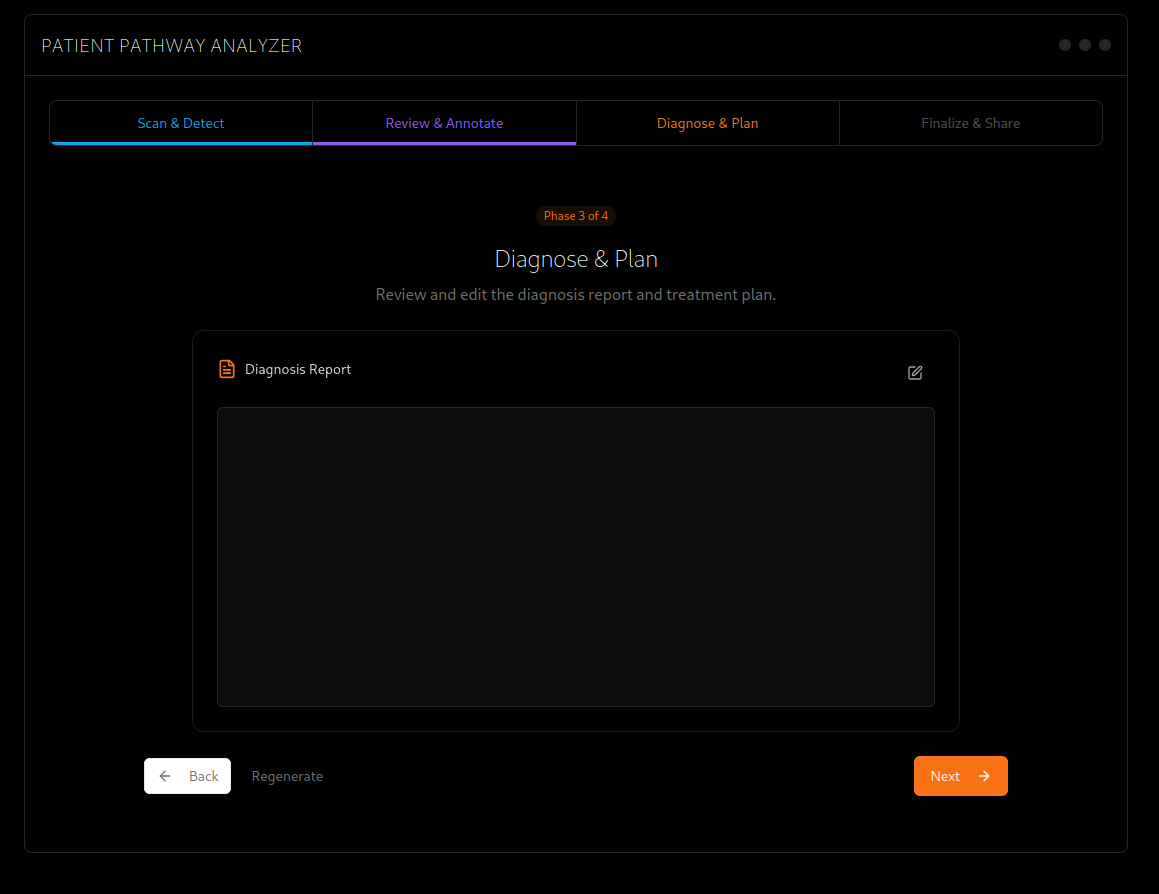 PATIENT PATHWAY ANALYZER
Scan & Detect
Review & Annotate
Diagnose & Plan
Finalize & Share
Phase 3 of 4
Diagnose & Plan
Review and edit the diagnosis report and treatment plan.
Diagnosis Report
Back
Regenerate
Next